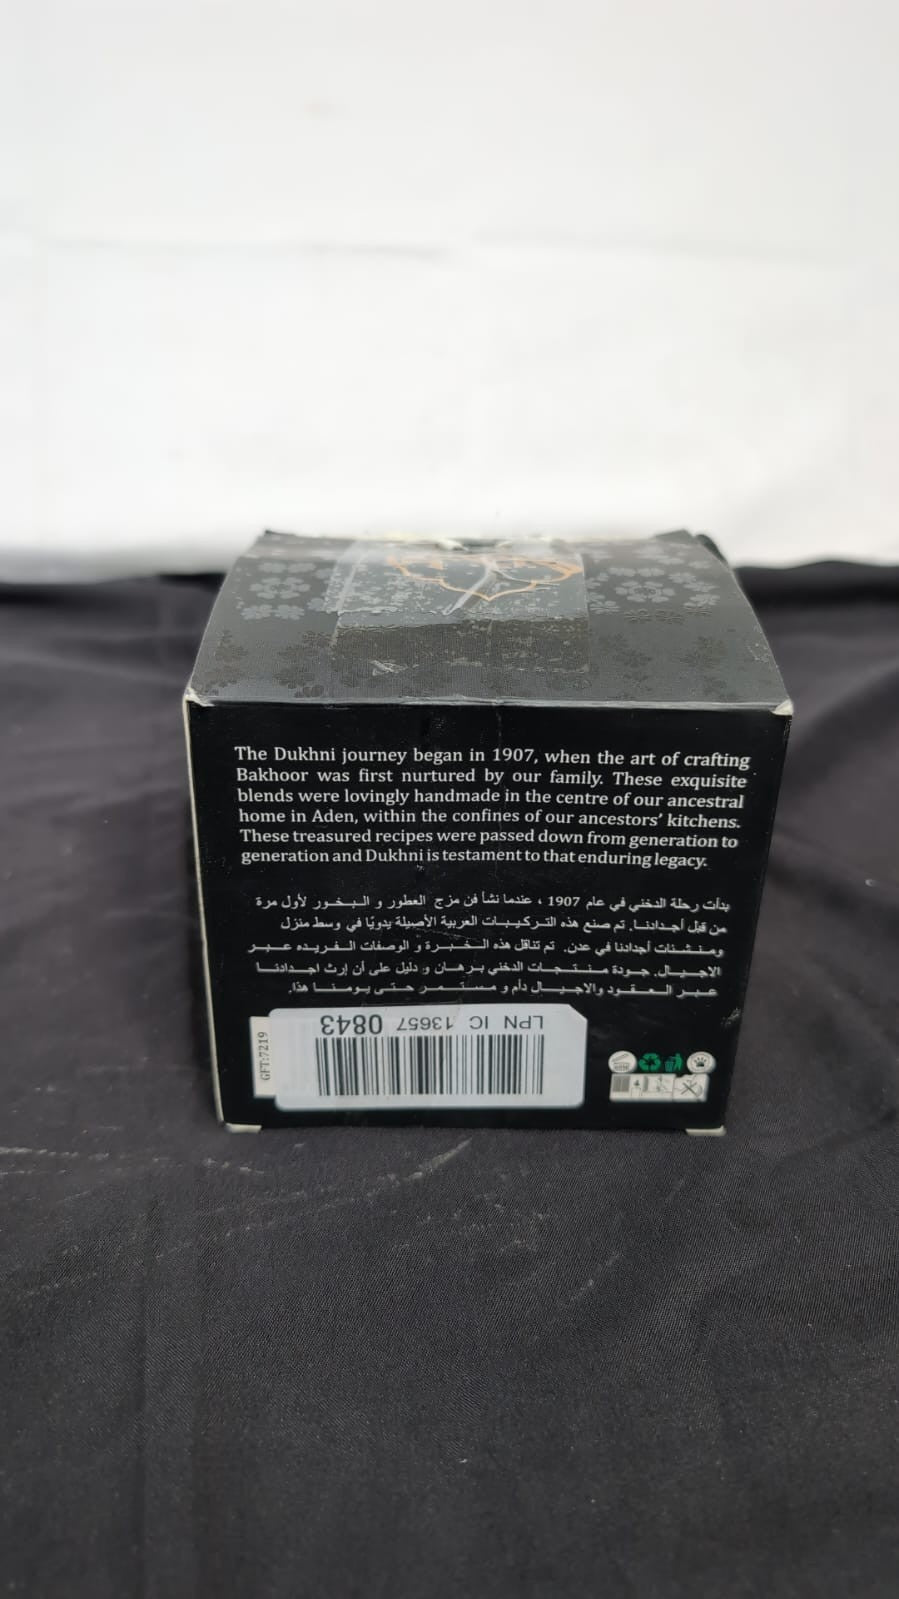 The Dukhni journey began in 1907, when the art of crafting
Bakhoor was first nurtured by our family. These exquisite
blends were lovingly handmade in the centre of our ancestral
home in Aden, within the confines of our ancestors' kitchens.
These treasured recipes were passed down from generation to
generation and Dukhni is testament to that enduring legacy.
بدأت رحلة الدخني في عام 1907 ، عندما نشأ فن مزج العطور و البخور لأول مرة
من قبل أجدادنا. تم صنع هذه التركيبات العربية الأصيلة يدويًا في وسط منزل
ومنشئات أجدادنا في عدن. تم تناقل هذه الخبرة و الوصفات الفريده عبر
الاجيال. جودة منتجات الدخني برهان و دليل على أن إرث اجدادنا
عبر العقود والاجيال دام و مستمر حتى يومنا هذا.
GFT:7219
LPN IC 13657 0843